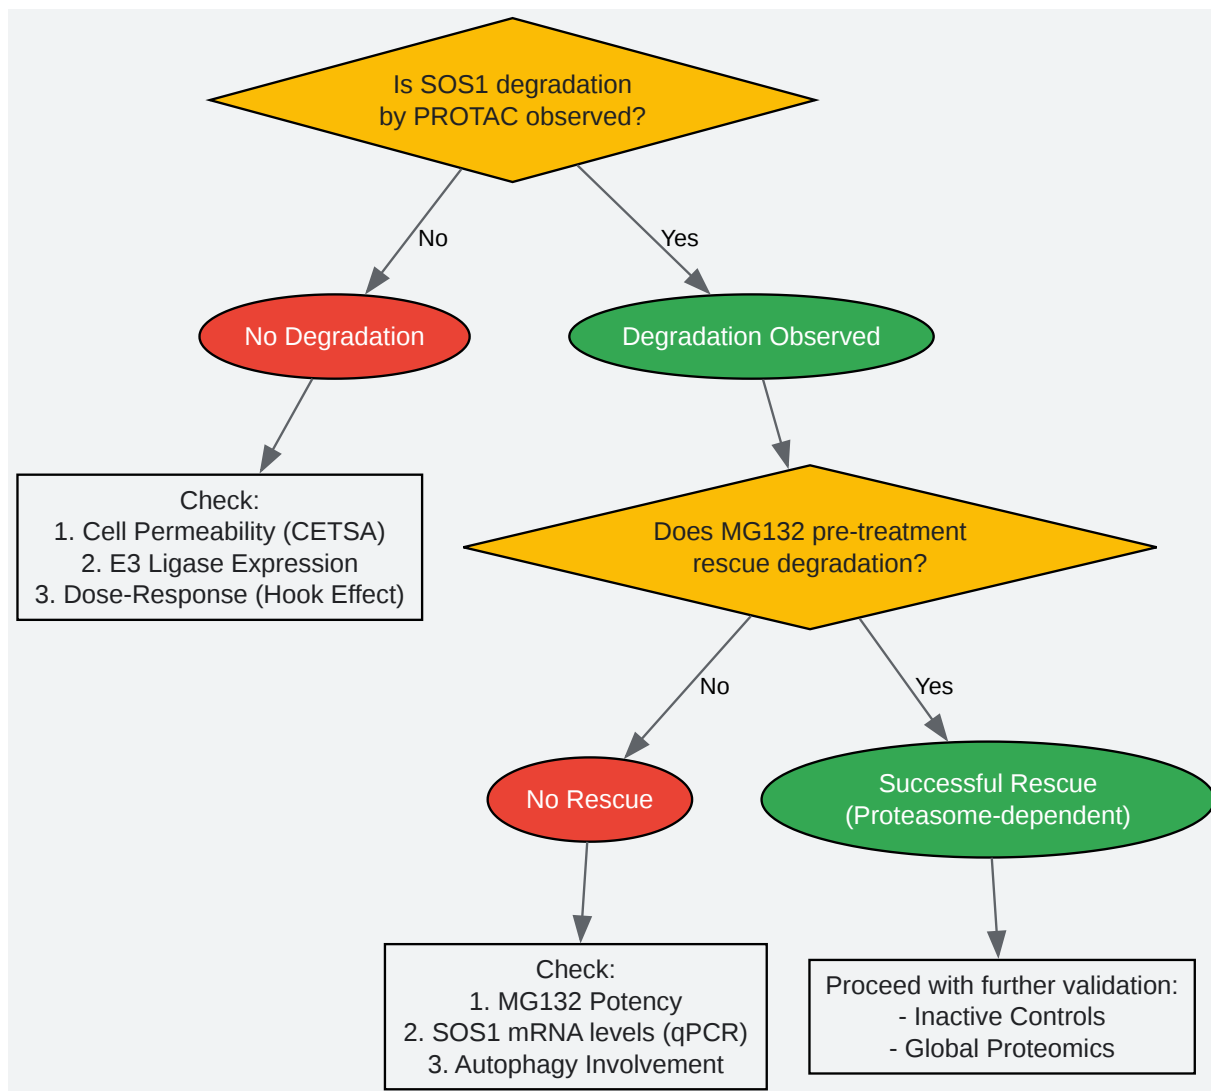 Is SOS1 degradation
by PROTAC observed?
No
Yes
No Degradation
Degradation Observed
Check:
1. Cell Permeability (CETSA)
2. E3 Ligase Expression
3. Dose-Response (Hook Effect)
Does MG132 pre-treatment
rescue degradation?
No
Yes
No Rescue
Successful Rescue
(Proteasome-dependent)
Check:
1. MG132 Potency
2. SOS1 mRNA levels (qPCR)
3. Autophagy Involvement
Proceed with further validation:
- Inactive Controls
- Global Proteomics